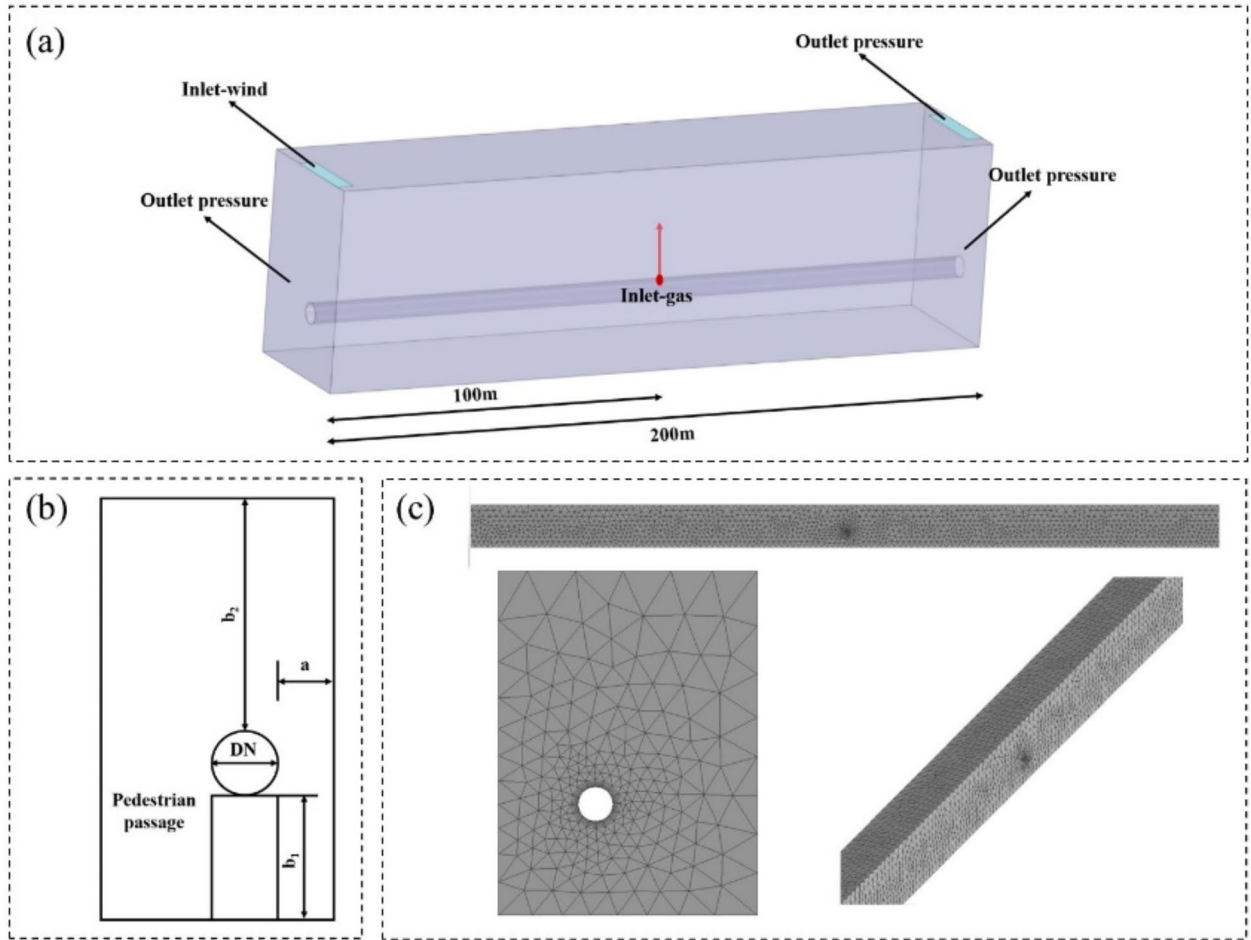 (a)
Outlet pressure
Inlet-wind
Outlet pressure
Outlet pressure
Inlet-gas
100m
200m
(b)
b₂
a
DN
Pedestrian
passage
b₁
(c)